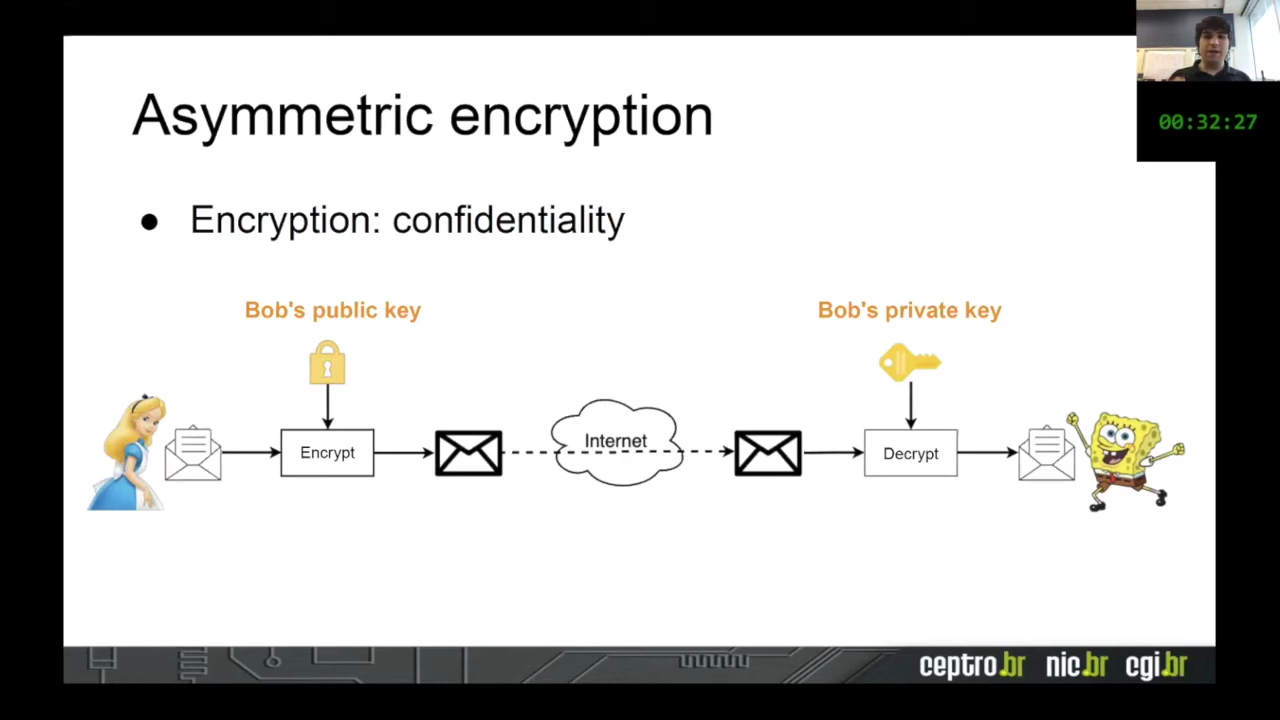 Asymmetric encryption
00:32:27
● Encryption: confidentiality
Bob's public key
Bob's private key
Encrypt
Internet
Decrypt
ceptro.br nic.br cgi.br